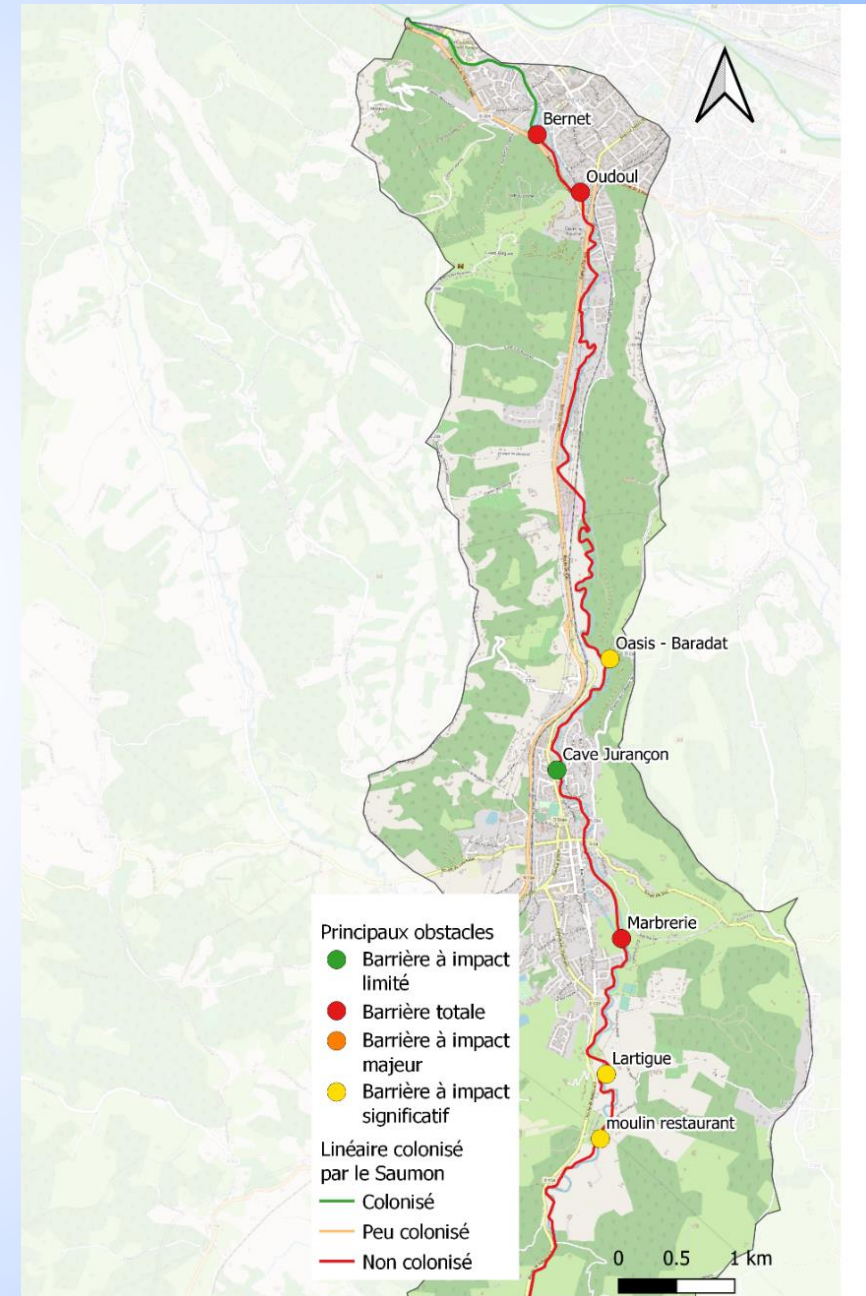 Bernet
Oudoul
Oasis - Baradat
Cave Jurançon
Marbrerie
Lartigue
moulin restaurant
Principaux obstacles
Barrière à impact
limité
Barrière totale
Barrière à impact
majeur
Barrière à impact
significatif
Linéaire colonisé
par le Saumon
Colonisé
Peu colonisé
Non colonisé
0 0.5 1 km